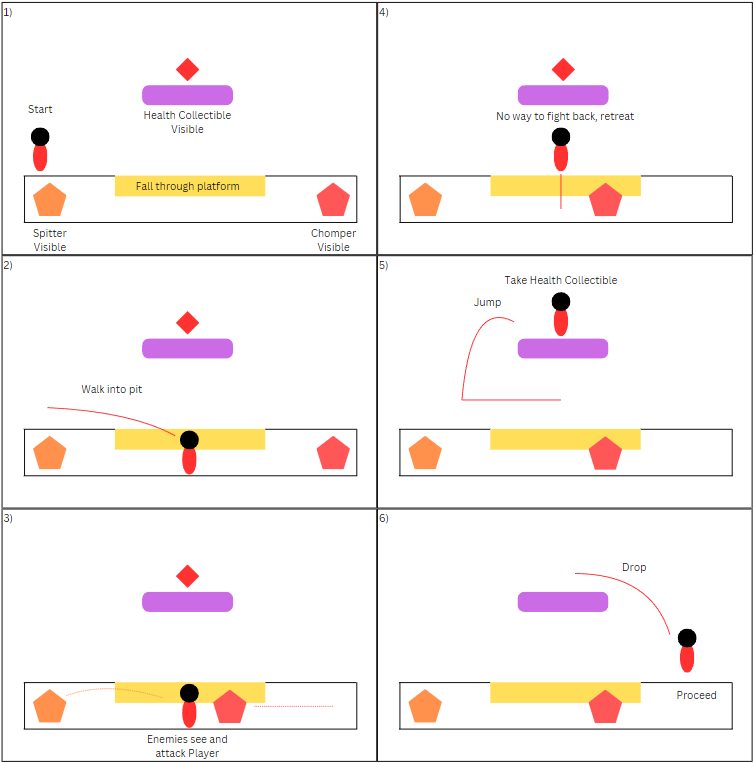 1)
Start
Health Collectible
Visible
Fall through platform
Spitter
Visible
Chomper
Visible
2)
Walk into pit
3)
Enemies see and
attack Player
4)
No way to fight back, retreat
5)
Take Health Collectible
Jump
6)
Drop
Proceed